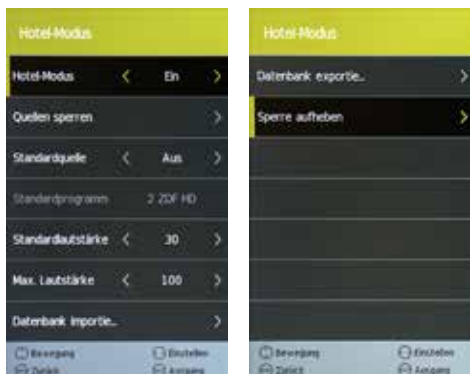 Hotel-Modus
Hotel-Modus < Ein >
Quellen sperren >
Standardquelle < Aus >
Standardprogramm 2 ZDF HD
Standardlautstärke < 30 >
Max. Lautstärke < 100 >
Datenbank importie.. >
Bewegung Einstellen
Zurück Ausgang
Hotel-Modus
Datenbank exportie.. >
Sperre aufheben >
Bewegung Einstellen
Zurück Ausgang